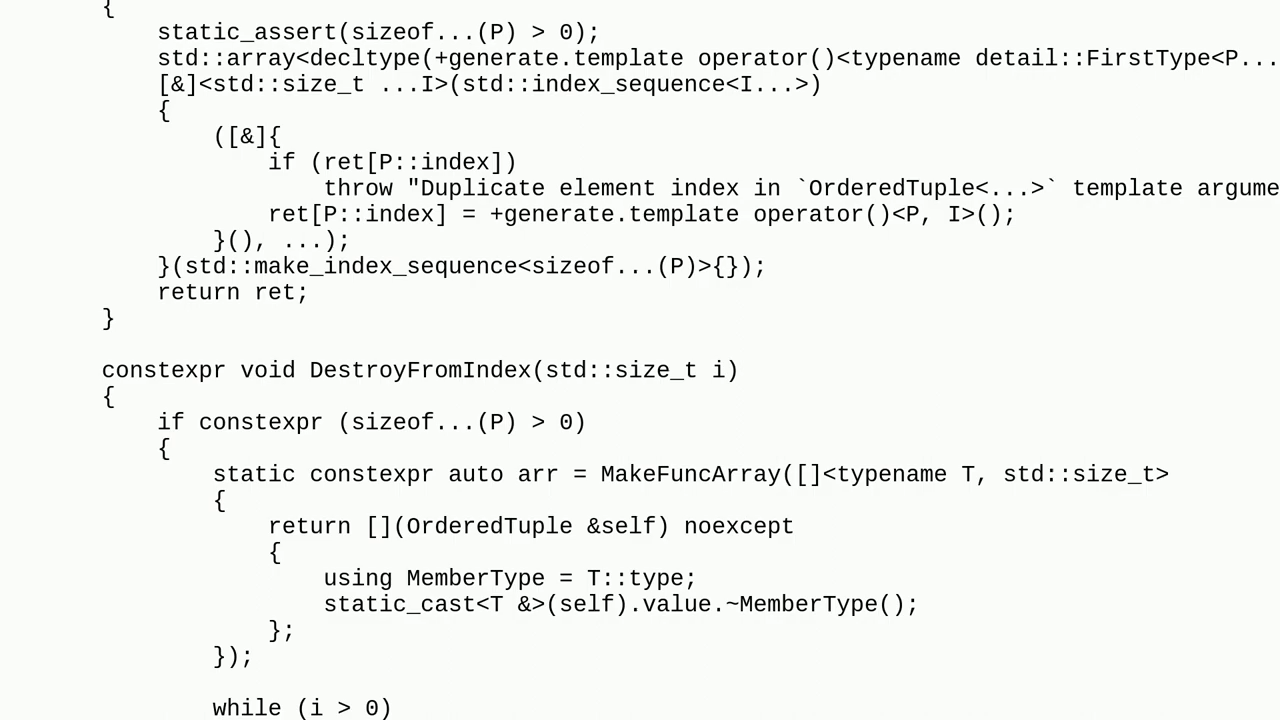 {
static_assert(sizeof...(P) > 0);
std::array<decltype(+generate.template operator()<typename detail::FirstType<P...
[&]<std::size_t ...I>(std::index_sequence<I...>)
{
([&]{
if (ret[P::index])
throw "Duplicate element index in `OrderedTuple<...>` template argume
ret[P::index] = +generate.template operator()<P, I>();
}(), ...);
}(std::make_index_sequence<sizeof...(P)>{});
return ret;
}
constexpr void DestroyFromIndex(std::size_t i)
{
if constexpr (sizeof...(P) > 0)
{
static constexpr auto arr = MakeFuncArray([]<typename T, std::size_t>
{
return [](OrderedTuple &self) noexcept
{
using MemberType = T::type;
static_cast<T &>(self).value.~MemberType();
};
});
while (i > 0)